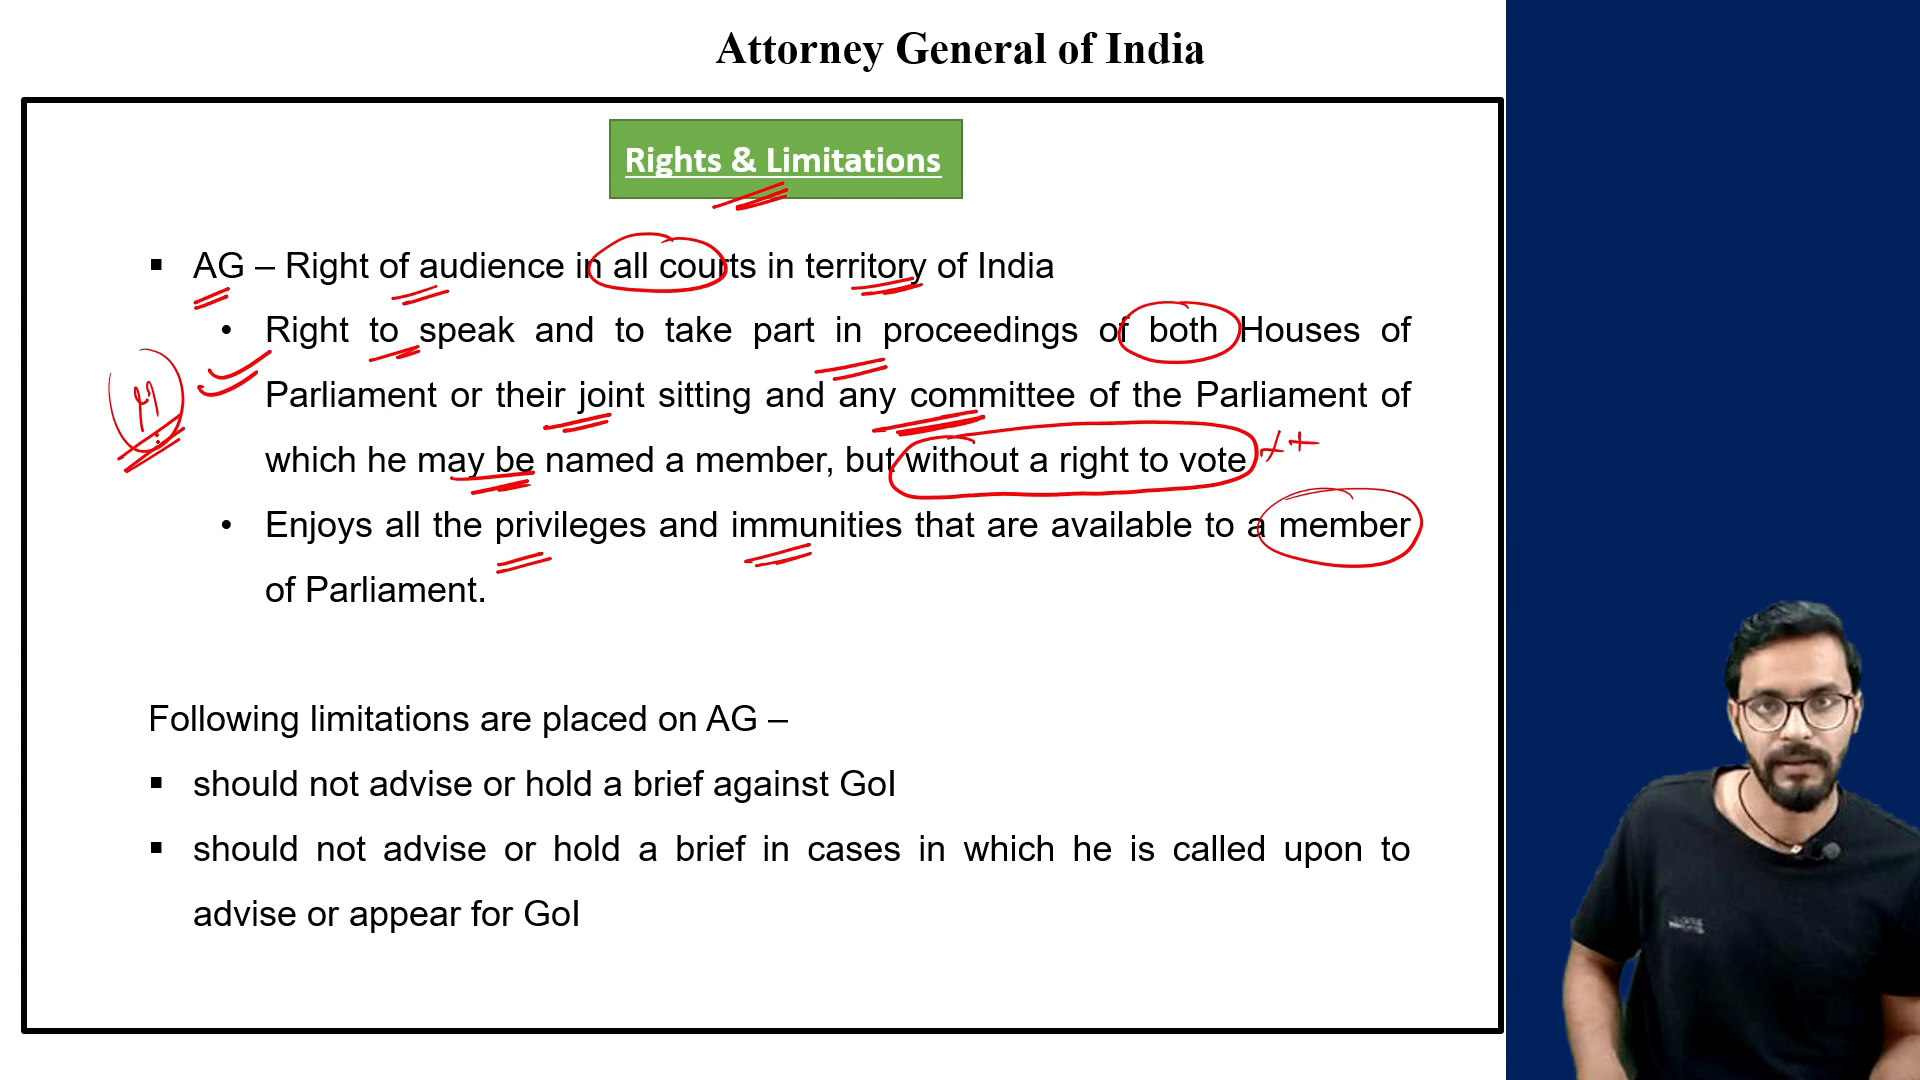 Attorney General of India
Rights & Limitations
▪ AG – Right of audience in all courts in territory of India
• Right to speak and to take part in proceedings of both Houses of
Parliament or their joint sitting and any committee of the Parliament of
which he may be named a member, but without a right to vote
• Enjoys all the privileges and immunities that are available to a member
of Parliament.
Following limitations are placed on AG –
▪ should not advise or hold a brief against GoI
▪ should not advise or hold a brief in cases in which he is called upon to
advise or appear for GoI